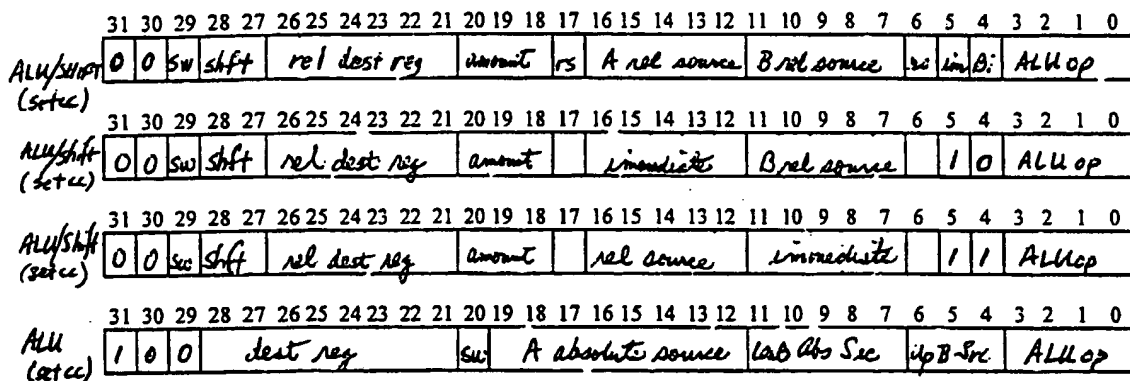 31 30 29 28 27 26 25 24 23 22 21 20 19 18 17 16 15 14 13 12 11 10 9 8 7 6 5 4 3 2 1 0
ALU/SHIFT 0 0 sw shft rel dest reg amount rs A rel source B rel source im Bi ALU op
(setcc)
31 30 29 28 27 26 25 24 23 22 21 20 19 18 17 16 15 14 13 12 11 10 9 8 7 6 5 4 3 2 1 0
ALU/Shift 0 0 sw shft rel dest reg amount immediate B rel source 1 0 ALU op
(setcc)
31 30 29 28 27 26 25 24 23 22 21 20 19 18 17 16 15 14 13 12 11 10 9 8 7 6 5 4 3 2 1 0
ALU/Shift 0 0 shft rel dest reg amount rel source immediate 1 1 ALU op
(setcc)
31 30 29 28 27 26 25 24 23 22 21 20 19 18 17 16 15 14 13 12 11 10 9 8 7 6 5 4 3 2 1 0
ALU 1 0 0 dest reg sw A absolute source Abs B Src ALU op
(setcc)